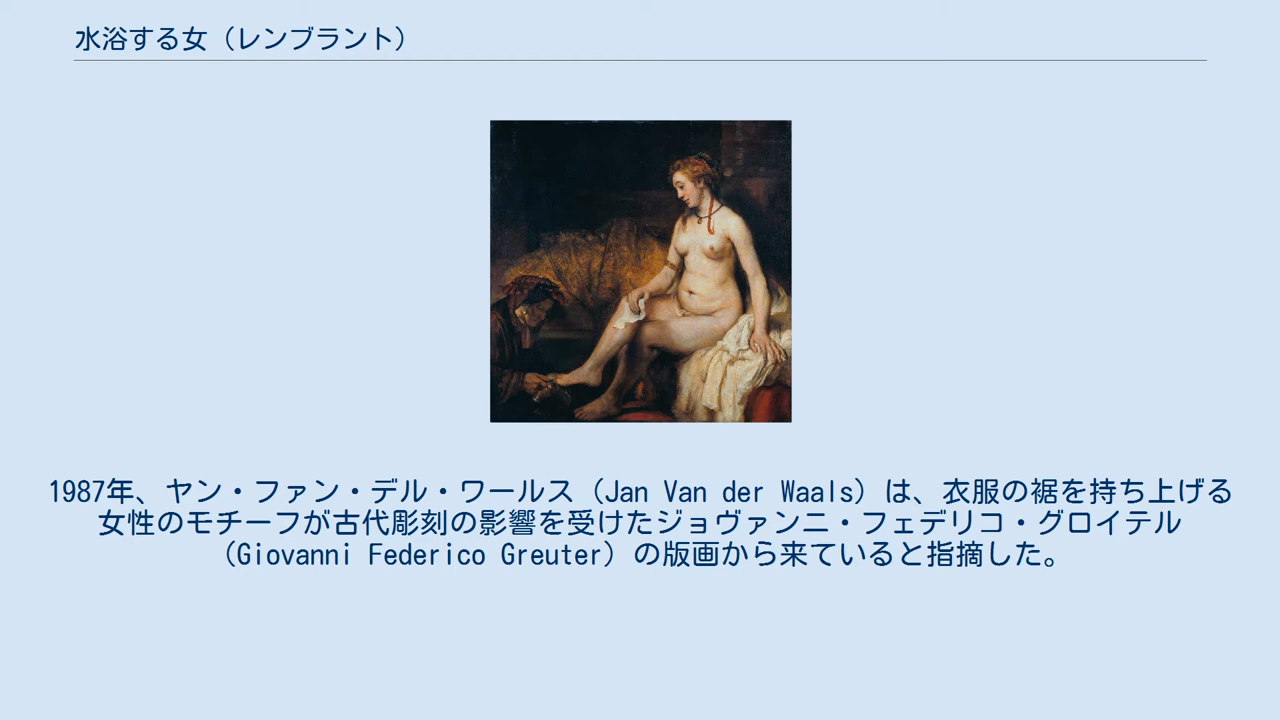 水浴する女（レンブラント）
1987年、ヤン・ファン・デル・ワールス（Jan Van der Waals）は、衣服の裾を持ち上げる
女性のモチーフが古代彫刻の影響を受けたジョヴァンニ・フェデリコ・グロイテル
（Giovanni Federico Greuter）の版画から来ていると指摘した。